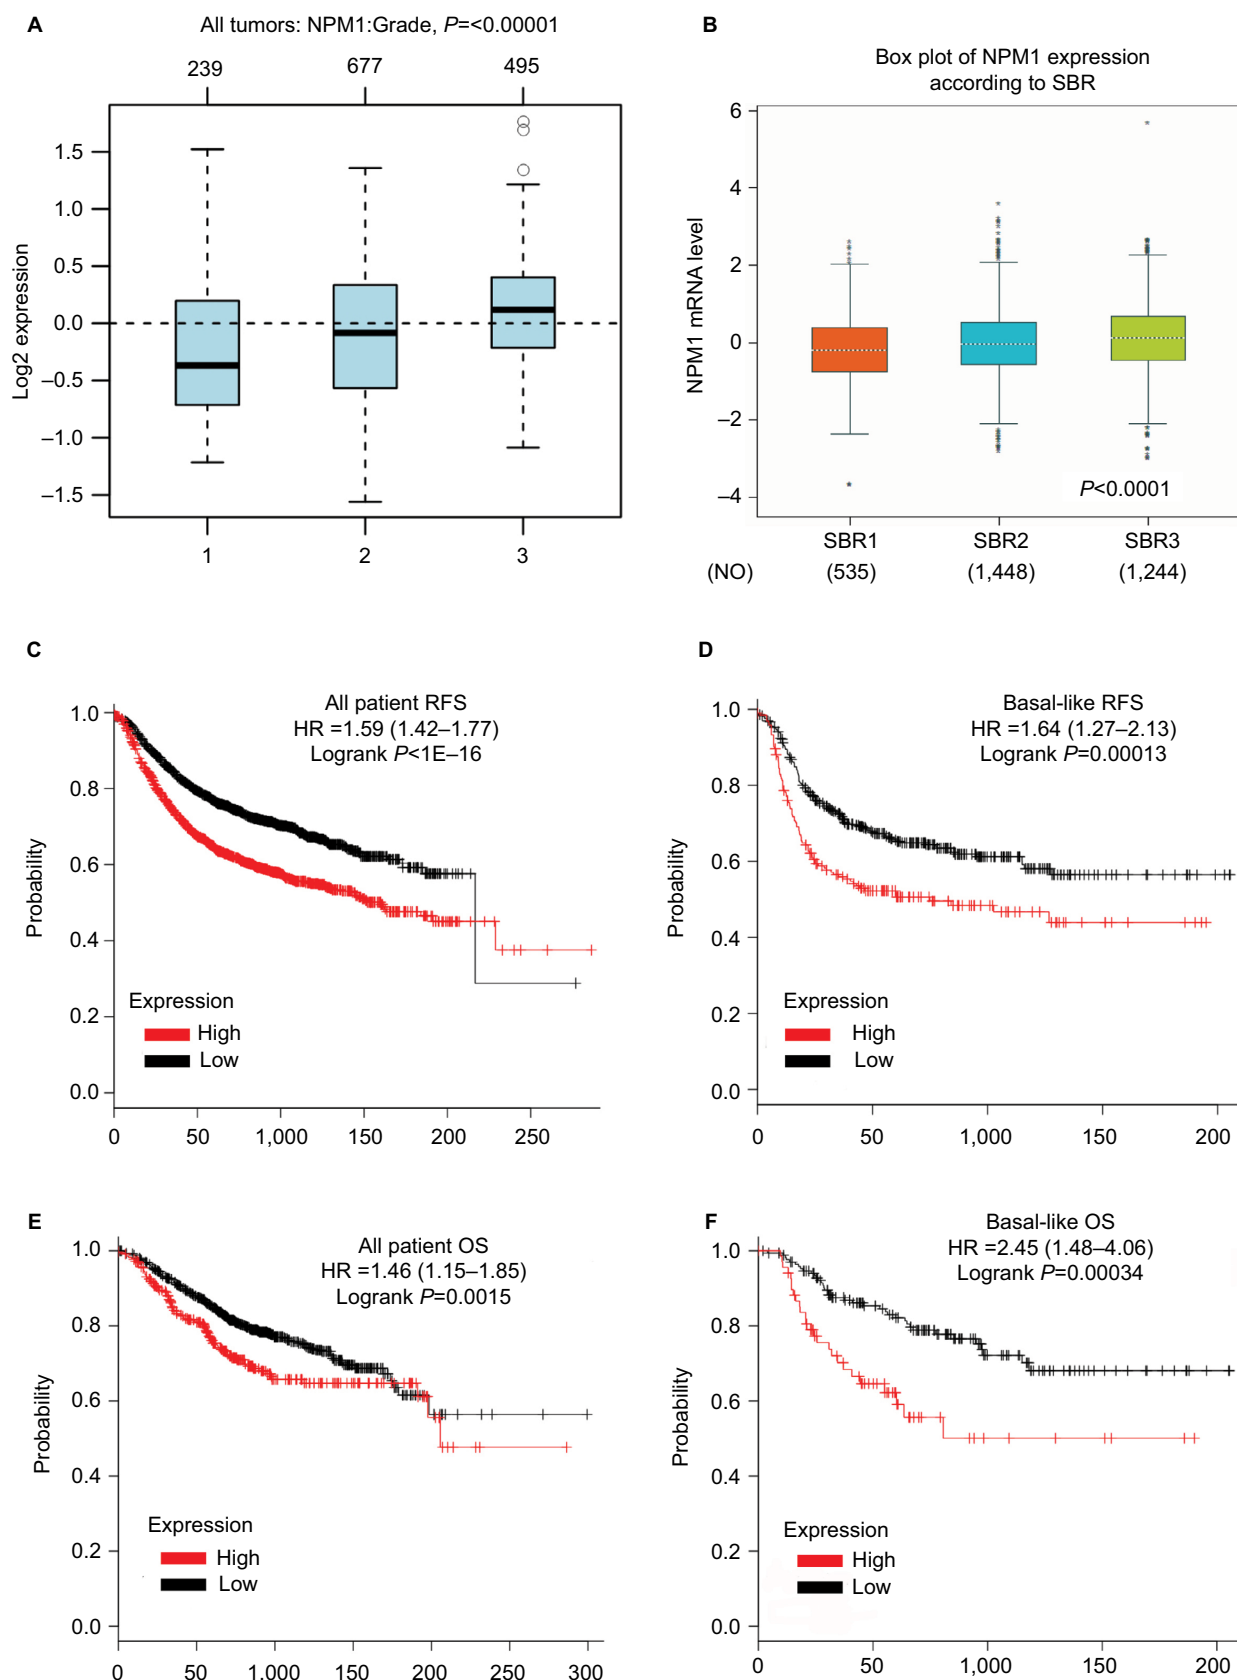 A
All tumors: NPM1:Grade, P=<0.00001
239 677 495
Log2 expression
1.5
1.0
0.5
0.0
–0.5
–1.0
–1.5
1 2 3
B
Box plot of NPM1 expression
according to SBR
NPM1 mRNA level
6
4
2
0
–2
–4
P<0.0001
SBR1 SBR2 SBR3
(NO) (535) (1,448) (1,244)
C
All patient RFS
HR =1.59 (1.42–1.77)
Logrank P<1E–16
Probability
1.0
0.8
0.6
0.4
0.2
0.0
Expression
High
Low
0 50 1,000 150 200 250
D
Basal-like RFS
HR =1.64 (1.27–2.13)
Logrank P=0.00013
Probability
1.0
0.8
0.6
0.4
0.2
0.0
Expression
High
Low
0 50 1,000 150 200
E
All patient OS
HR =1.46 (1.15–1.85)
Logrank P=0.0015
Probability
1.0
0.8
0.6
0.4
0.2
0.0
Expression
High
Low
0 50 1,000 150 200 250 300
F
Basal-like OS
HR =2.45 (1.48–4.06)
Logrank P=0.00034
Probability
1.0
0.8
0.6
0.4
0.2
0.0
Expression
High
Low
0 50 1,000 150 200